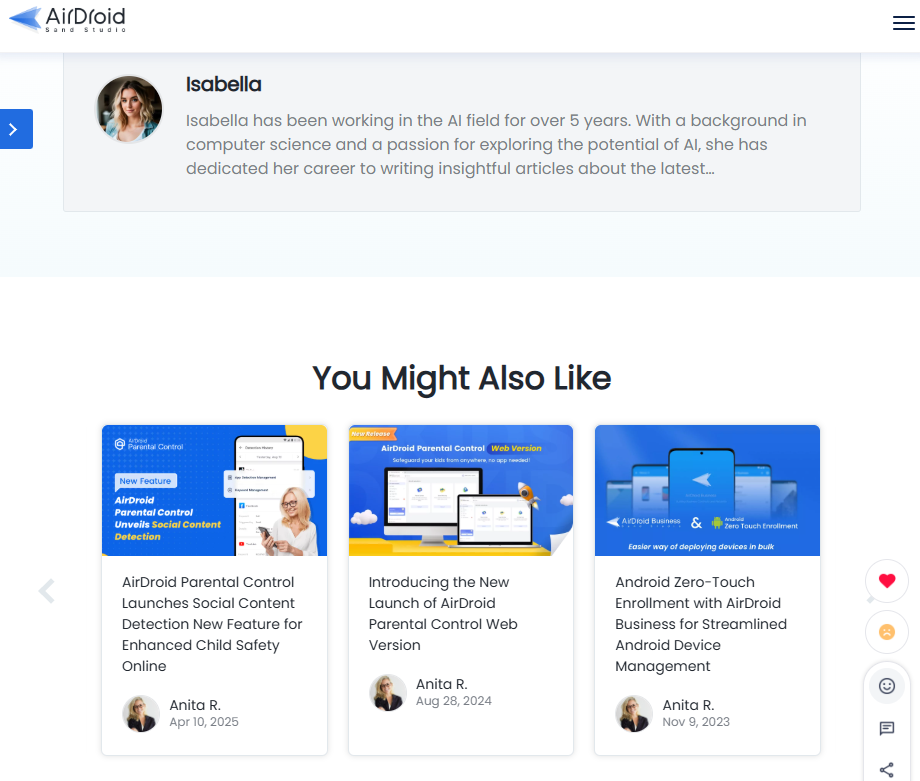 AirDroid
Sand Studio
Isabella
Isabella has been working in the AI field for over 5 years. With a background in
computer science and a passion for exploring the potential of AI, she has
dedicated her career to writing insightful articles about the latest...
You Might Also Like
AirDroid
Parental Control
New Feature
AirDroid
Parental Control
Unveils Social Content
Detection
New Release
AirDroid Parental Control Web Version
Safeguard your kids from anywhere, no app needed!
AirDroid Business & Android
Zero Touch Enrollment
Easier way of deploying devices in bulk
AirDroid Parental Control
Launches Social Content
Detection New Feature for
Enhanced Child Safety
Online
Anita R.
Apr 10, 2025
Introducing the New
Launch of AirDroid
Parental Control Web
Version
Anita R.
Aug 28, 2024
Android Zero-Touch
Enrollment with AirDroid
Business for Streamlined
Android Device
Management
Anita R.
Nov 9, 2023